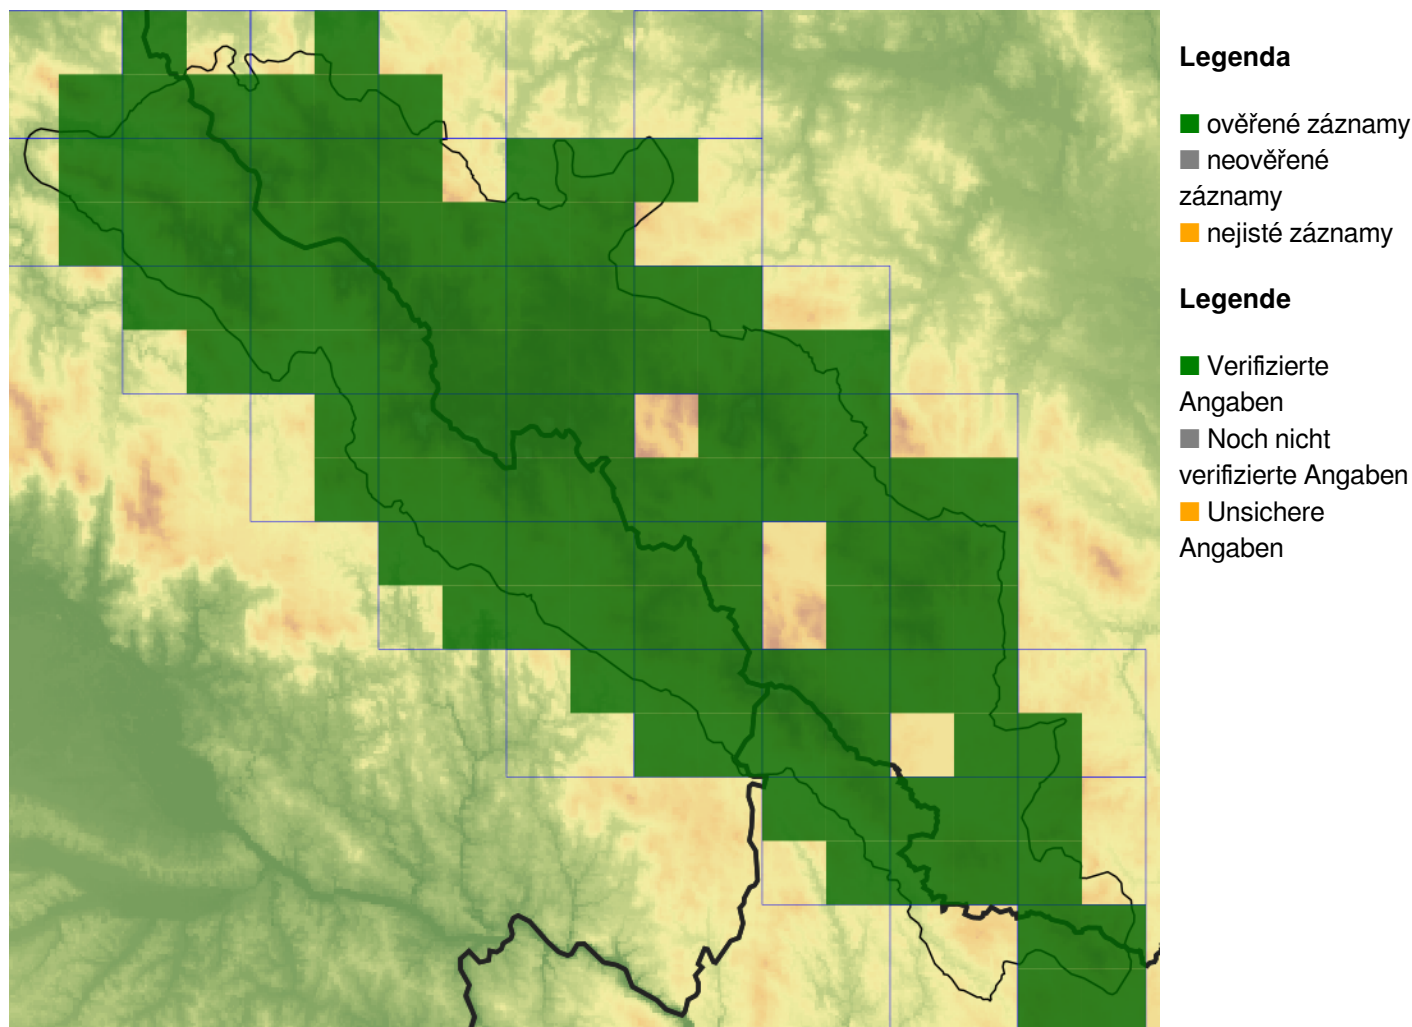 Legenda
ověřené záznamy
neověřené
záznamy
nejisté záznamy
Legende
Verifizierte
Angaben
Noch nicht
verifizierte Angaben
Unsichere
Angaben